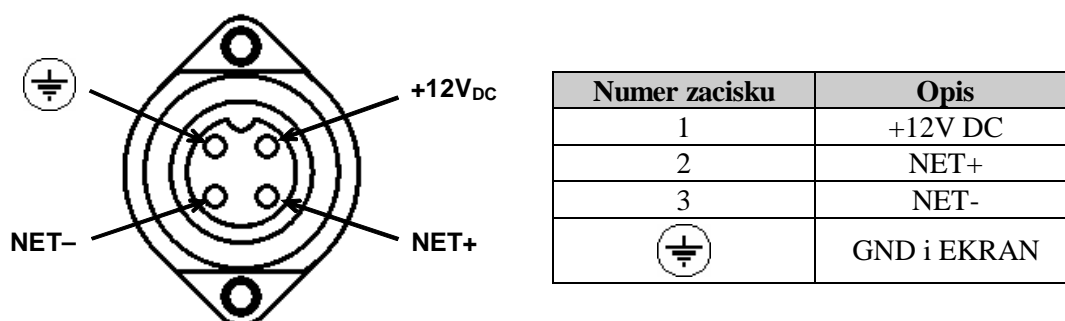 +12VDC
NET–
NET+
Numer zacisku Opis
1 +12V DC
2 NET+
3 NET-
GND i EKRAN